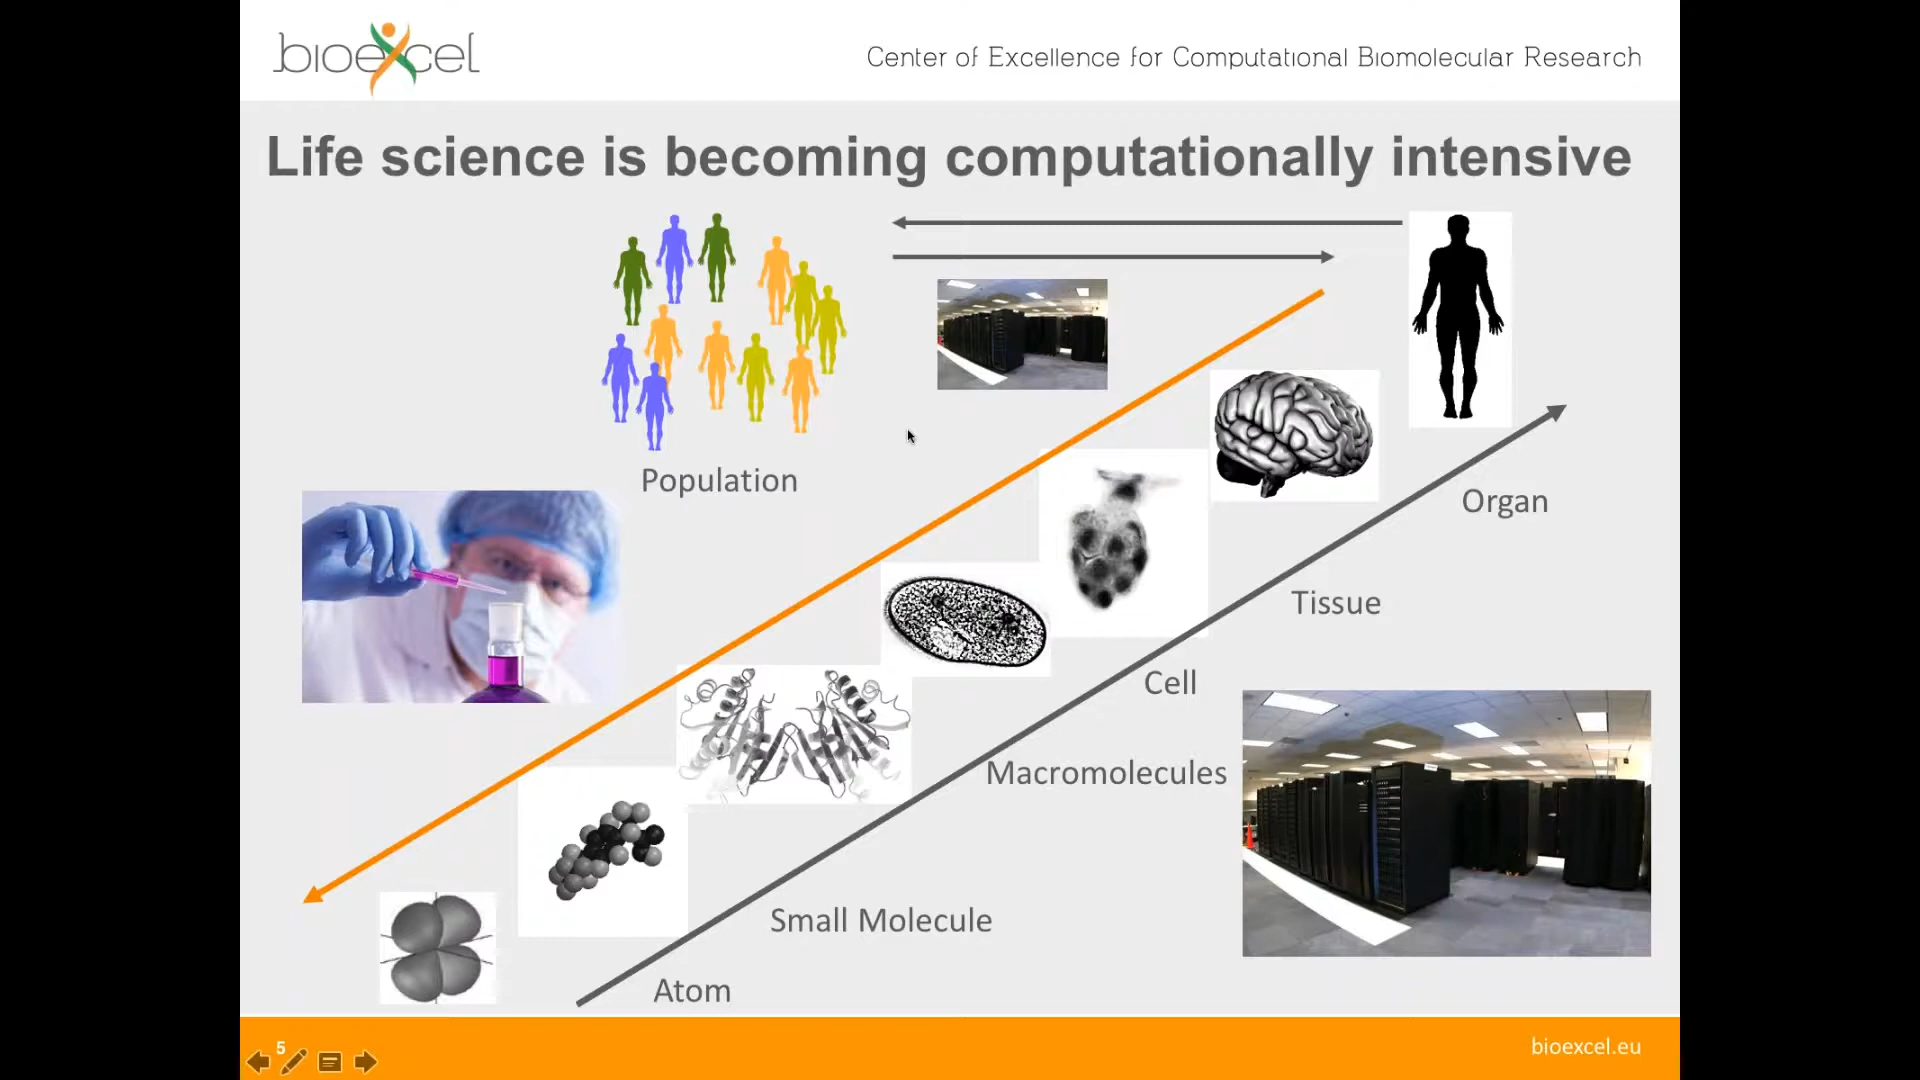 bioexcel
Center of Excellence for Computational Biomolecular Research
Life science is becoming computationally intensive
Population
Organ
Tissue
Cell
Macromolecules
Small Molecule
Atom
5
bioexcel.eu